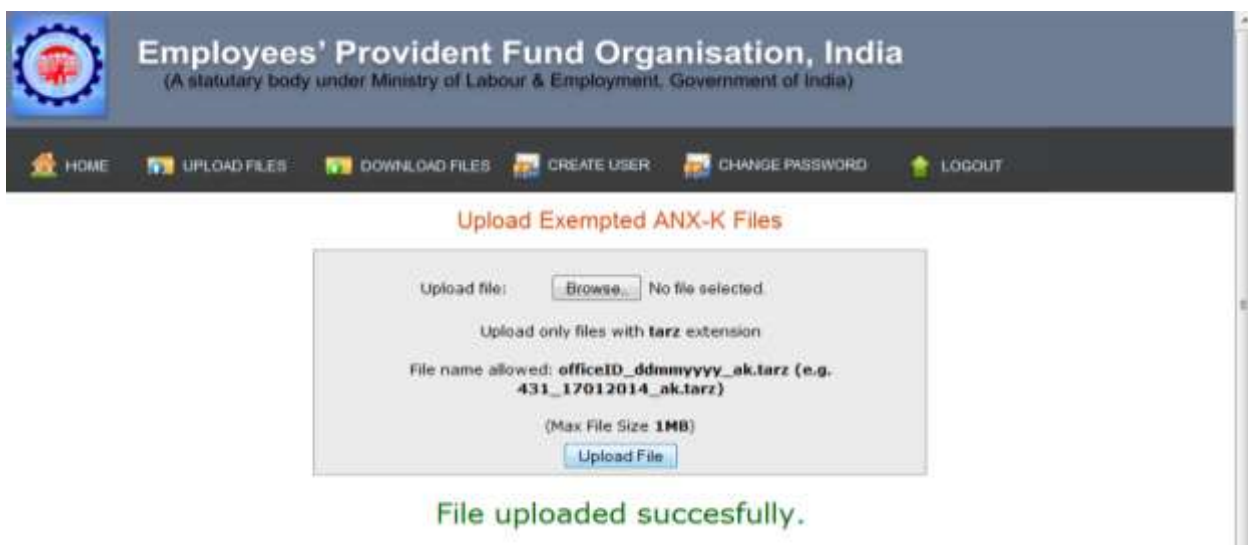 Employees' Provident Fund Organisation, India
(A statutary body under Ministry of Labour & Employment, Government of India)
HOME UPLOAD FILES DOWNLOAD FILES CREATE USER CHANGE PASSWORD LOGOUT
Upload Exempted ANX-K Files
Upload file: Browse.. No file selected.
Upload only files with tarz extension
File name allowed: officeID_ddmmyyyy_ak.tarz (e.g.
431_17012014_ak.tarz)
(Max File Size 1MB)
Upload File
File uploaded succesfully.